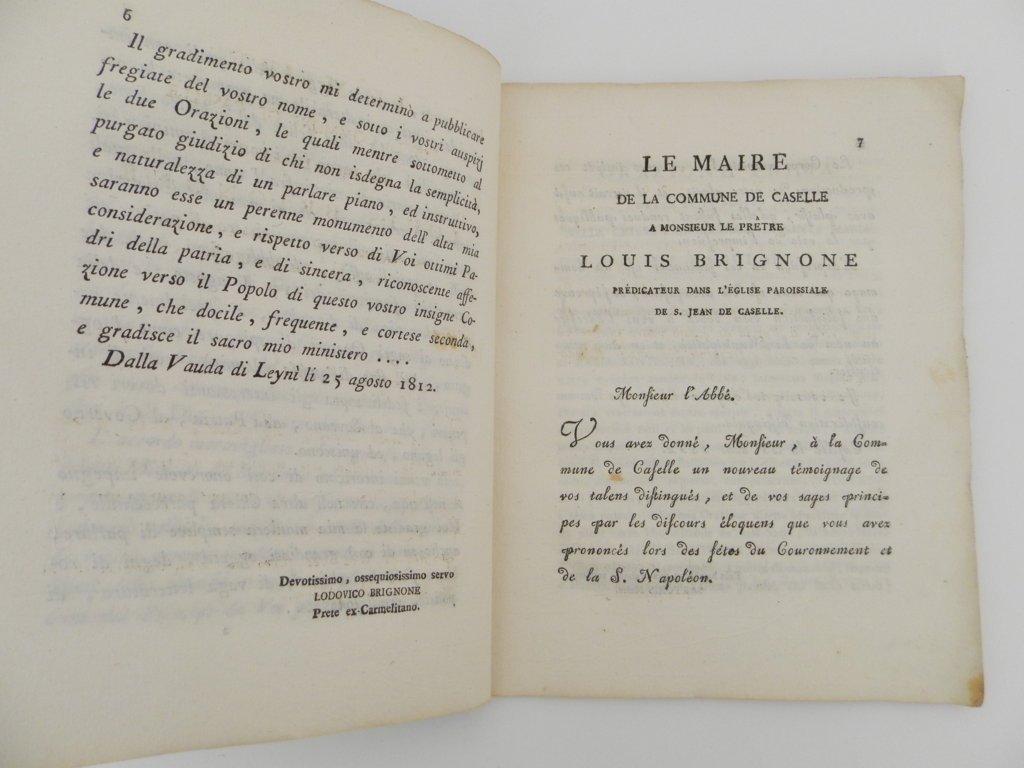 6
Il gradimento vostro mi determinò a pubblicare
fregiate del vostro nome, e sotto i vostri auspizj
le due Orazioni, le quali mentre sottometto al
purgato giudizio di chi non isdegna la semplicità,
e naturalezza di un parlare piano, ed instruttivo,
saranno esse un perenne monumento dell'alta mia
considerazione, e rispetto verso di Voi ottimi Pa-
dri della patria, e di sincera, riconoscente affe-
zione verso il Popolo di questo vostro insigne Co-
mune, che docile, frequente, e cortese seconda,
e gradisce il sacro mio ministero ....
Dalla Vauda di Leynì li 25 agosto 1812.
Devotissimo, ossequiosissimo servo
LODOVICO BRIGNONE
Prete ex-Carmelitano.
7
LE MAIRE
DE LA COMMUNE DE CASELLE
A MONSIEUR LE PRÊTRE
LOUIS BRIGNONE
PRÉDICATEUR DANS L'ÉGLISE PAROISSIALE
DE S. JEAN DE CASELLE.
Monſieur l'Abbé.
Vous avez donné, Monſieur, à la Com-
mune de Caſelle un nouveau témoignage de
vos talens diſtingués, et de vos sages princi-
pes par les diſcours éloquens que vous avez
prononcés lors des fêtes du Couronnement et
de la S. Napoléon.